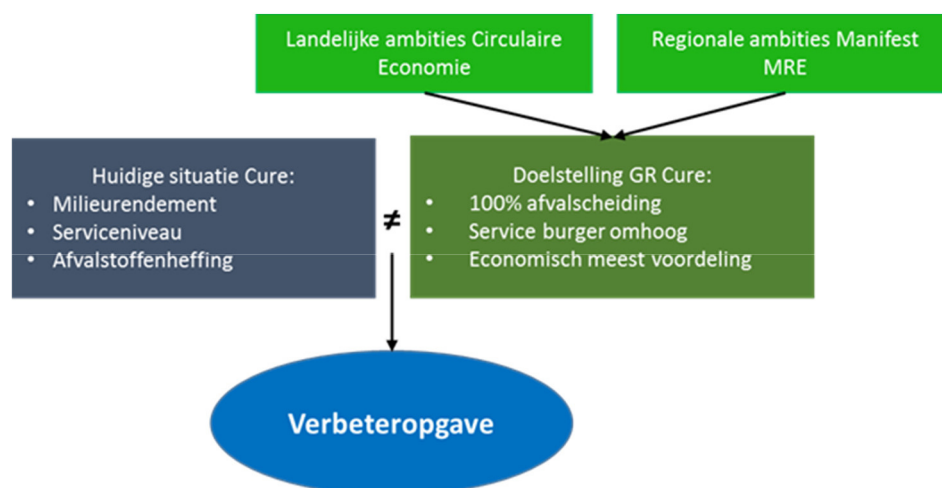 Landelijke ambities Circulaire
Economie
Regionale ambities Manifest
MRE
Huidige situatie Cure:
• Milieurendement
• Serviceniveau
• Afvalstoffenheffing
≠
Doelstelling GR Cure:
• 100% afvalscheiding
• Service burger omhoog
• Economisch meest voordeling
Verbeteropgave